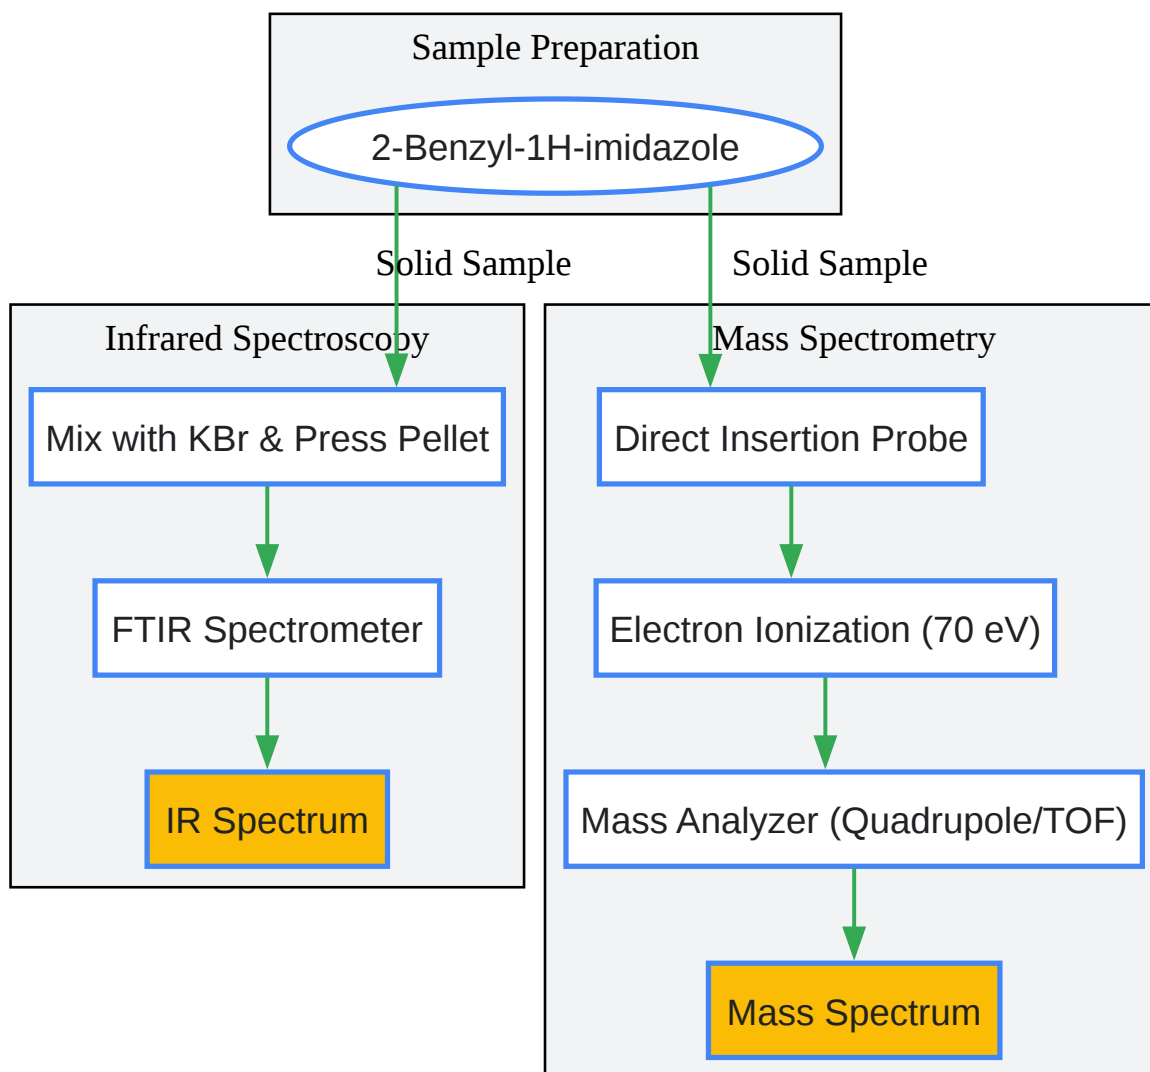 Sample Preparation
2-Benzyl-1H-imidazole
Solid Sample
Solid Sample
Infrared Spectroscopy
Mix with KBr & Press Pellet
FTIR Spectrometer
IR Spectrum
Mass Spectrometry
Direct Insertion Probe
Electron Ionization (70 eV)
Mass Analyzer (Quadrupole/TOF)
Mass Spectrum